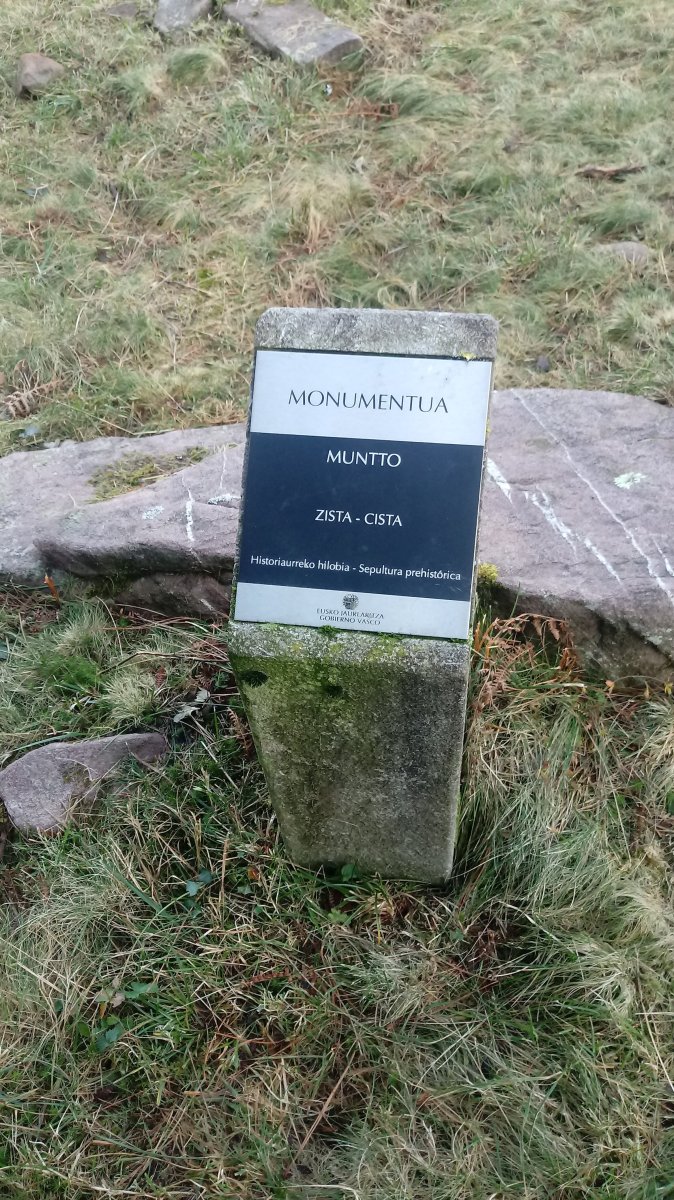 MONUMENTUA
MUNTTO
ZISTA - CISTA
Historiaurreko hilobia - Sepultura prehistórica
EUSKO JAURLARITZA
GOBIERNO VASCO